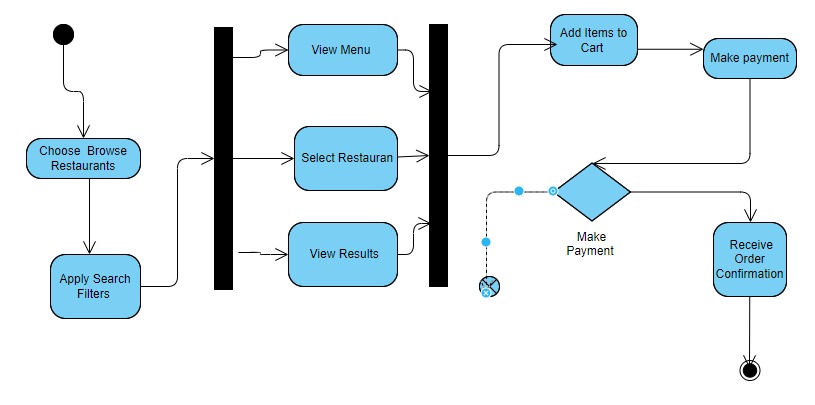 Choose  Browse
Restaurants
Apply Search
Filters
View Menu
Select Restauran
View Results
Add Items to
Cart
Make payment
Make
Payment
Receive
Order
Confirmation